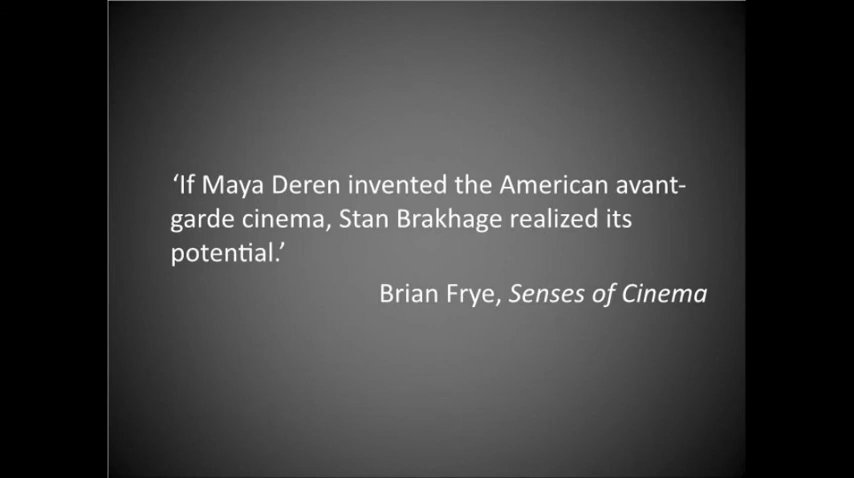 ‘If Maya Deren invented the American avant-
garde cinema, Stan Brakhage realized its
potential.’
Brian Frye, Senses of Cinema